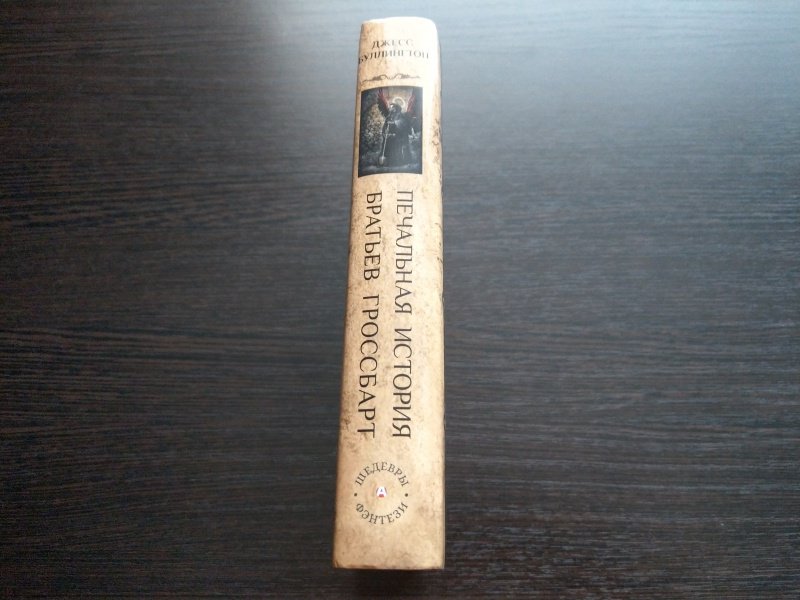 ДЖЕСС
БУЛЛИНГТОН
ПЕЧАЛЬНАЯ ИСТОРИЯ
БРАТЬЕВ ГРОССБАРТ
ШЕДЕВРЫ
А
ФЭНТЕЗИ